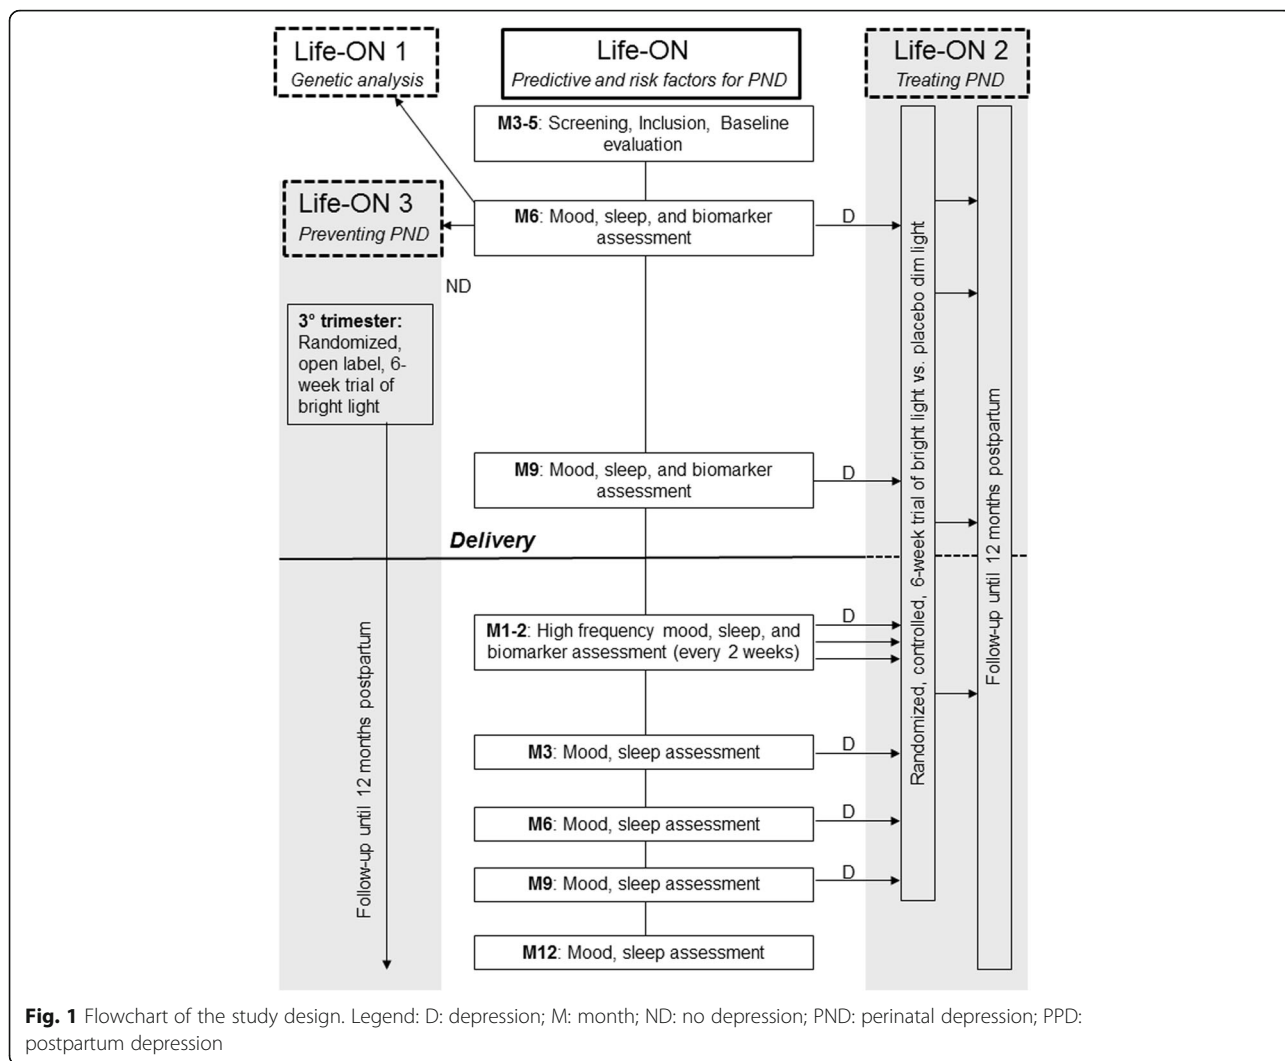 Life-ON 1
Genetic analysis
Life-ON
Predictive and risk factors for PND
Life-ON 2
Treating PND
M3-5: Screening, Inclusion, Baseline
evaluation
Life-ON 3
Preventing PND
M6: Mood, sleep, and biomarker
assessment
D
ND
3° trimester:
Randomized,
open label, 6-
week trial of
bright light
M9: Mood, sleep, and biomarker
assessment
D
Delivery
M1-2: High frequency mood, sleep, and
biomarker assessment (every 2 weeks)
D
M3: Mood, sleep assessment
D
M6: Mood, sleep assessment
D
M9: Mood, sleep assessment
D
M12: Mood, sleep assessment
Follow-up until 12 months postpartum
Randomized, controlled, 6-week trial of bright light vs. placebo dim light
Follow-up until 12 months postpartum
Fig. 1 Flowchart of the study design. Legend: D: depression; M: month; ND: no depression; PND: perinatal depression; PPD:
postpartum depression